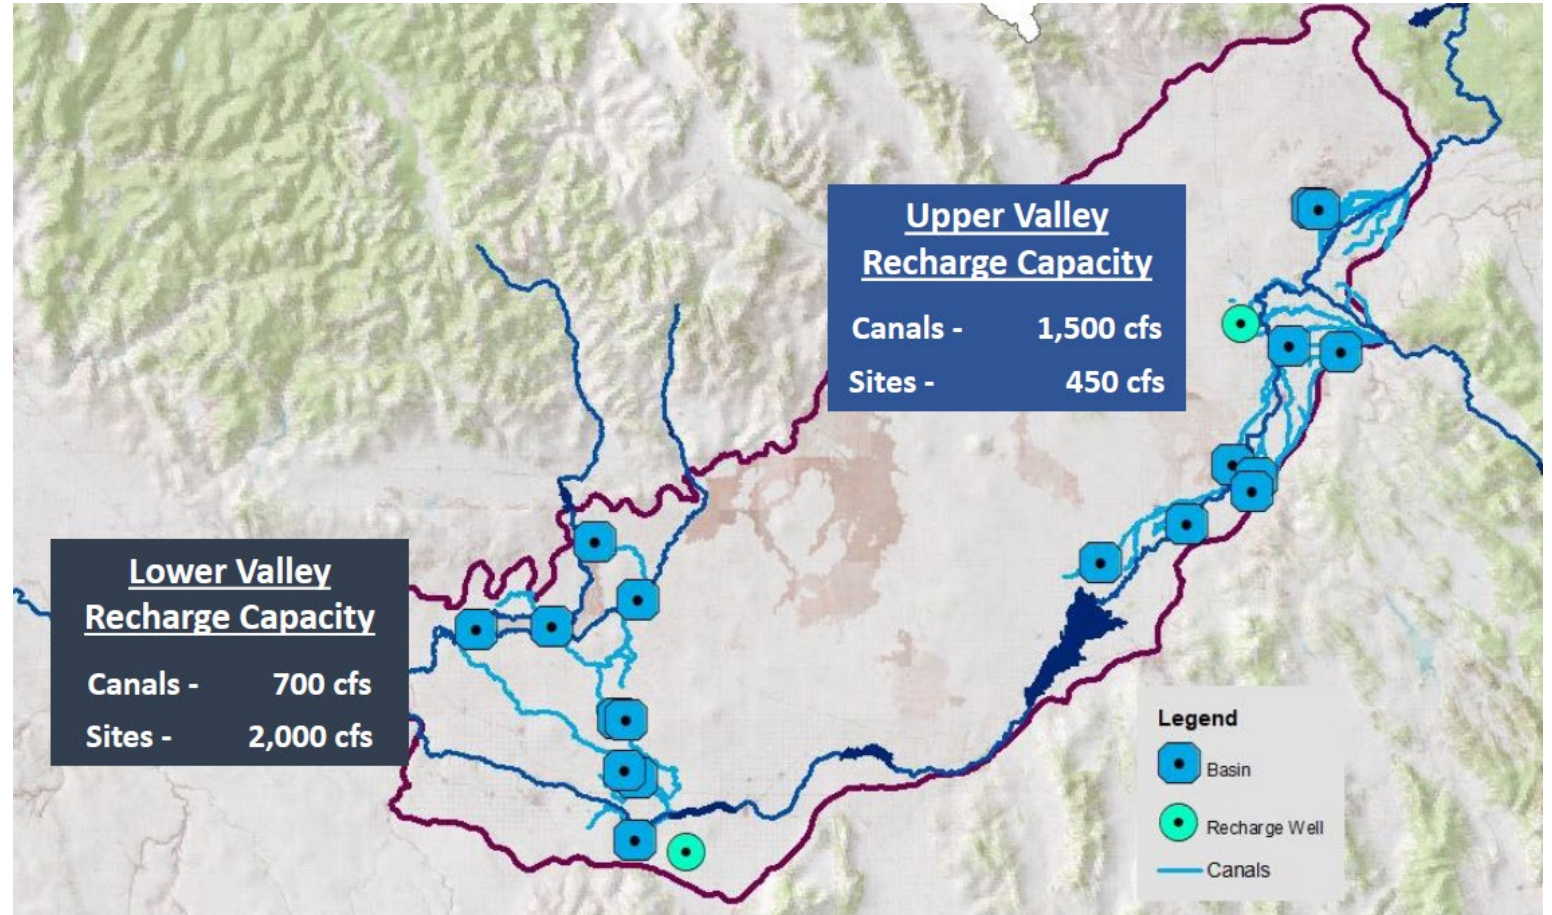 Upper Valley
Recharge Capacity
Canals - 1,500 cfs
Sites - 450 cfs
Lower Valley
Recharge Capacity
Canals - 700 cfs
Sites - 2,000 cfs
Legend
Basin
Recharge Well
Canals